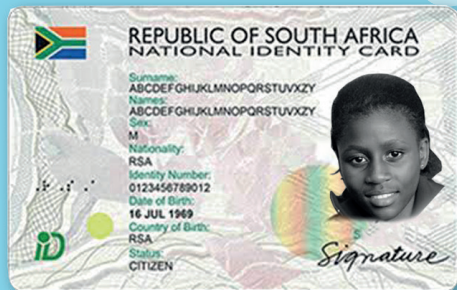 REPUBLIC OF SOUTH AFRICA
NATIONAL IDENTITY CARD
Surname:
ABCDEFGHIJKLMNOPQRSTUVXZY
Names:
ABCDEFGHIJKLMNOPQRSTUVXZY
Sex:
M
Nationality:
RSA
Identity Number:
0123456789012
Date of Birth:
16 JUL 1969
Country of Birth:
RSA
Status:
CITIZEN
iD
Signature